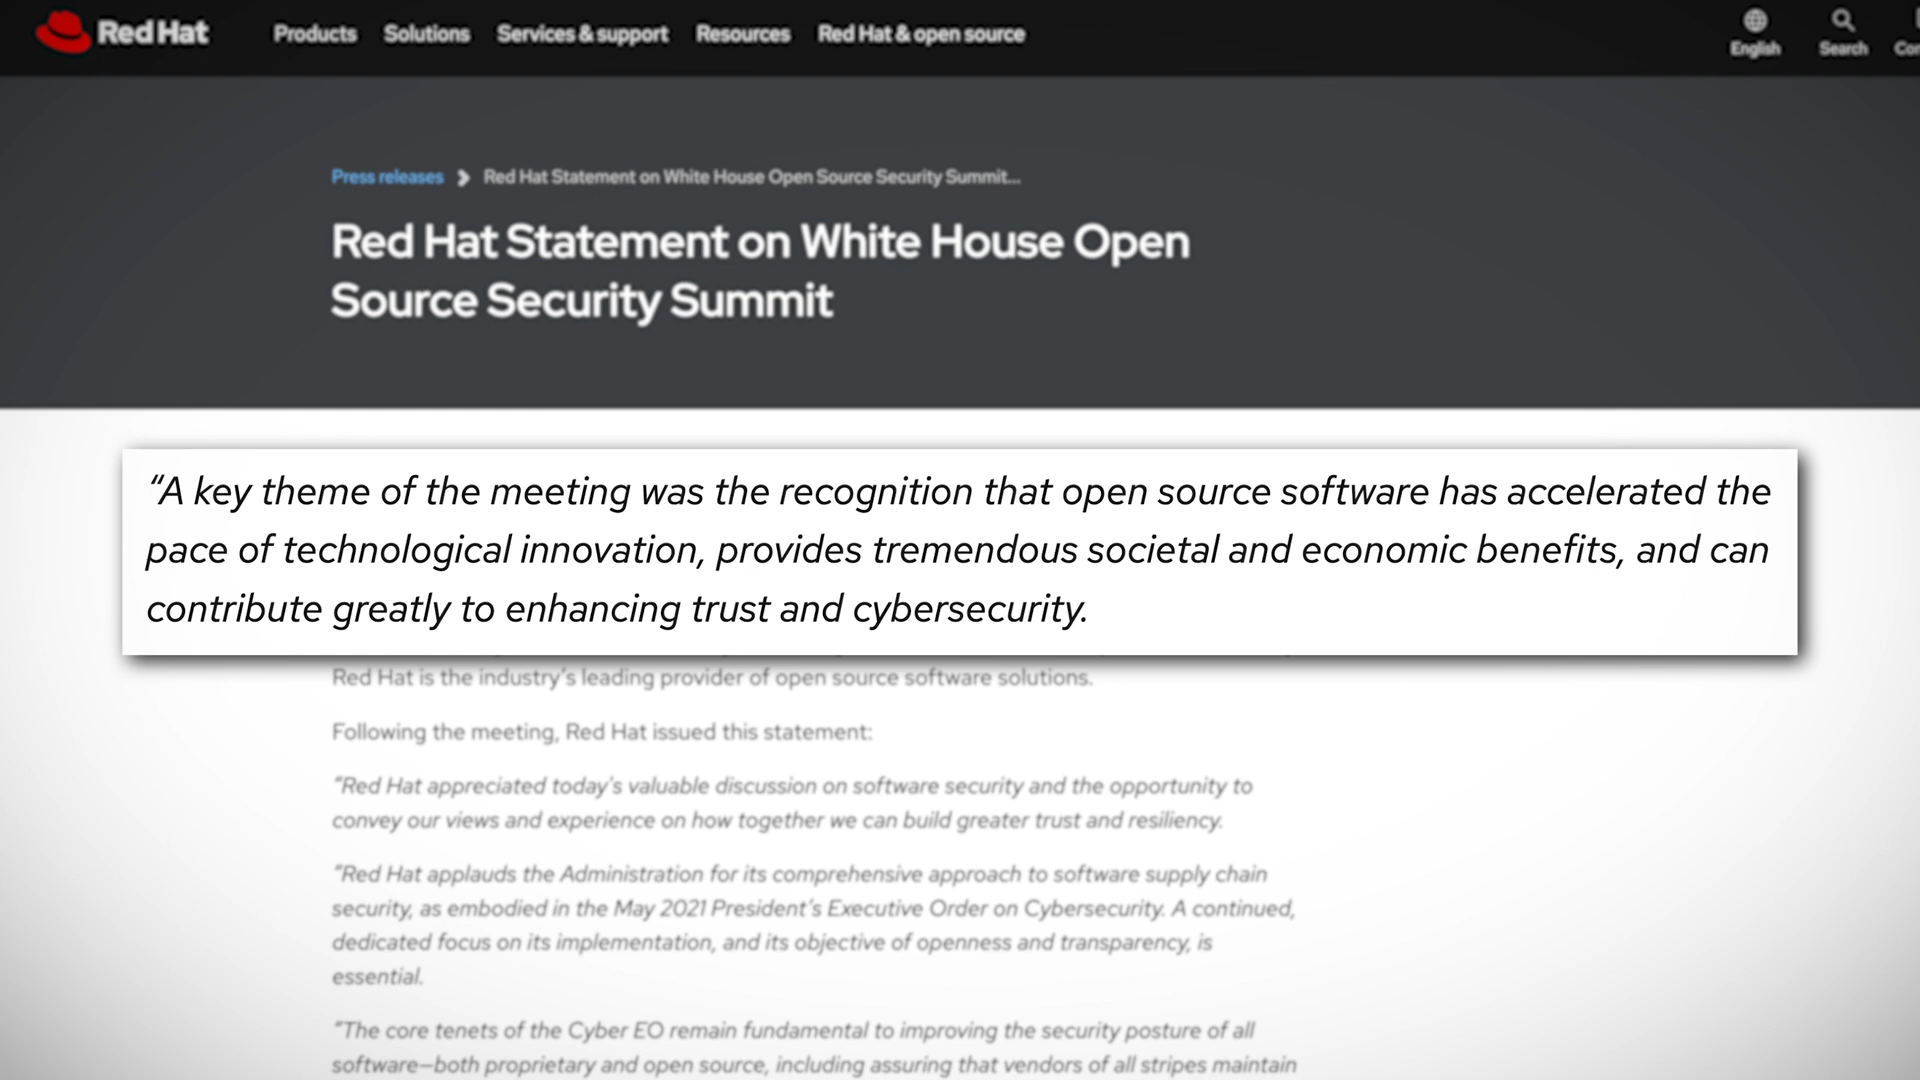 Red Hat
Products Solutions Services & support Resources Red Hat & open source
English Search
Press releases Red Hat Statement on White House Open Source Security Summit...
Red Hat Statement on White House Open
Source Security Summit
“A key theme of the meeting was the recognition that open source software has accelerated the
pace of technological innovation, provides tremendous societal and economic benefits, and can
contribute greatly to enhancing trust and cybersecurity.
Red Hat is the industry’s leading provider of open source software solutions.
Following the meeting, Red Hat issued this statement:
“Red Hat appreciated today’s valuable discussion on software security and the opportunity to
convey our views and experience on how together we can build greater trust and resiliency.
“Red Hat applauds the Administration for its comprehensive approach to software supply chain
security, as embodied in the May 2021 President’s Executive Order on Cybersecurity. A continued,
dedicated focus on its implementation, and its objective of openness and transparency, is
essential.
“The core tenets of the Cyber EO remain fundamental to improving the security posture of all
software—both proprietary and open source, including assuring that vendors of all stripes maintain